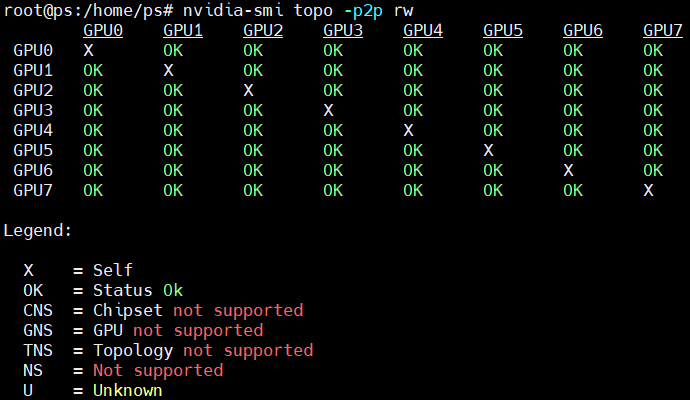 root@ps:/home/ps# nvidia-smi topo -p2p rw
GPU0 GPU1 GPU2 GPU3 GPU4 GPU5 GPU6 GPU7
GPU0 X OK OK OK OK OK OK OK
GPU1 OK X OK OK OK OK OK OK
GPU2 OK OK X OK OK OK OK OK
GPU3 OK OK OK X OK OK OK OK
GPU4 OK OK OK OK X OK OK OK
GPU5 OK OK OK OK OK X OK OK
GPU6 OK OK OK OK OK OK X OK
GPU7 OK OK OK OK OK OK OK X
Legend:
X = Self
OK = Status Ok
CNS = Chipset not supported
GNS = GPU not supported
TNS = Topology not supported
NS = Not supported
U = Unknown